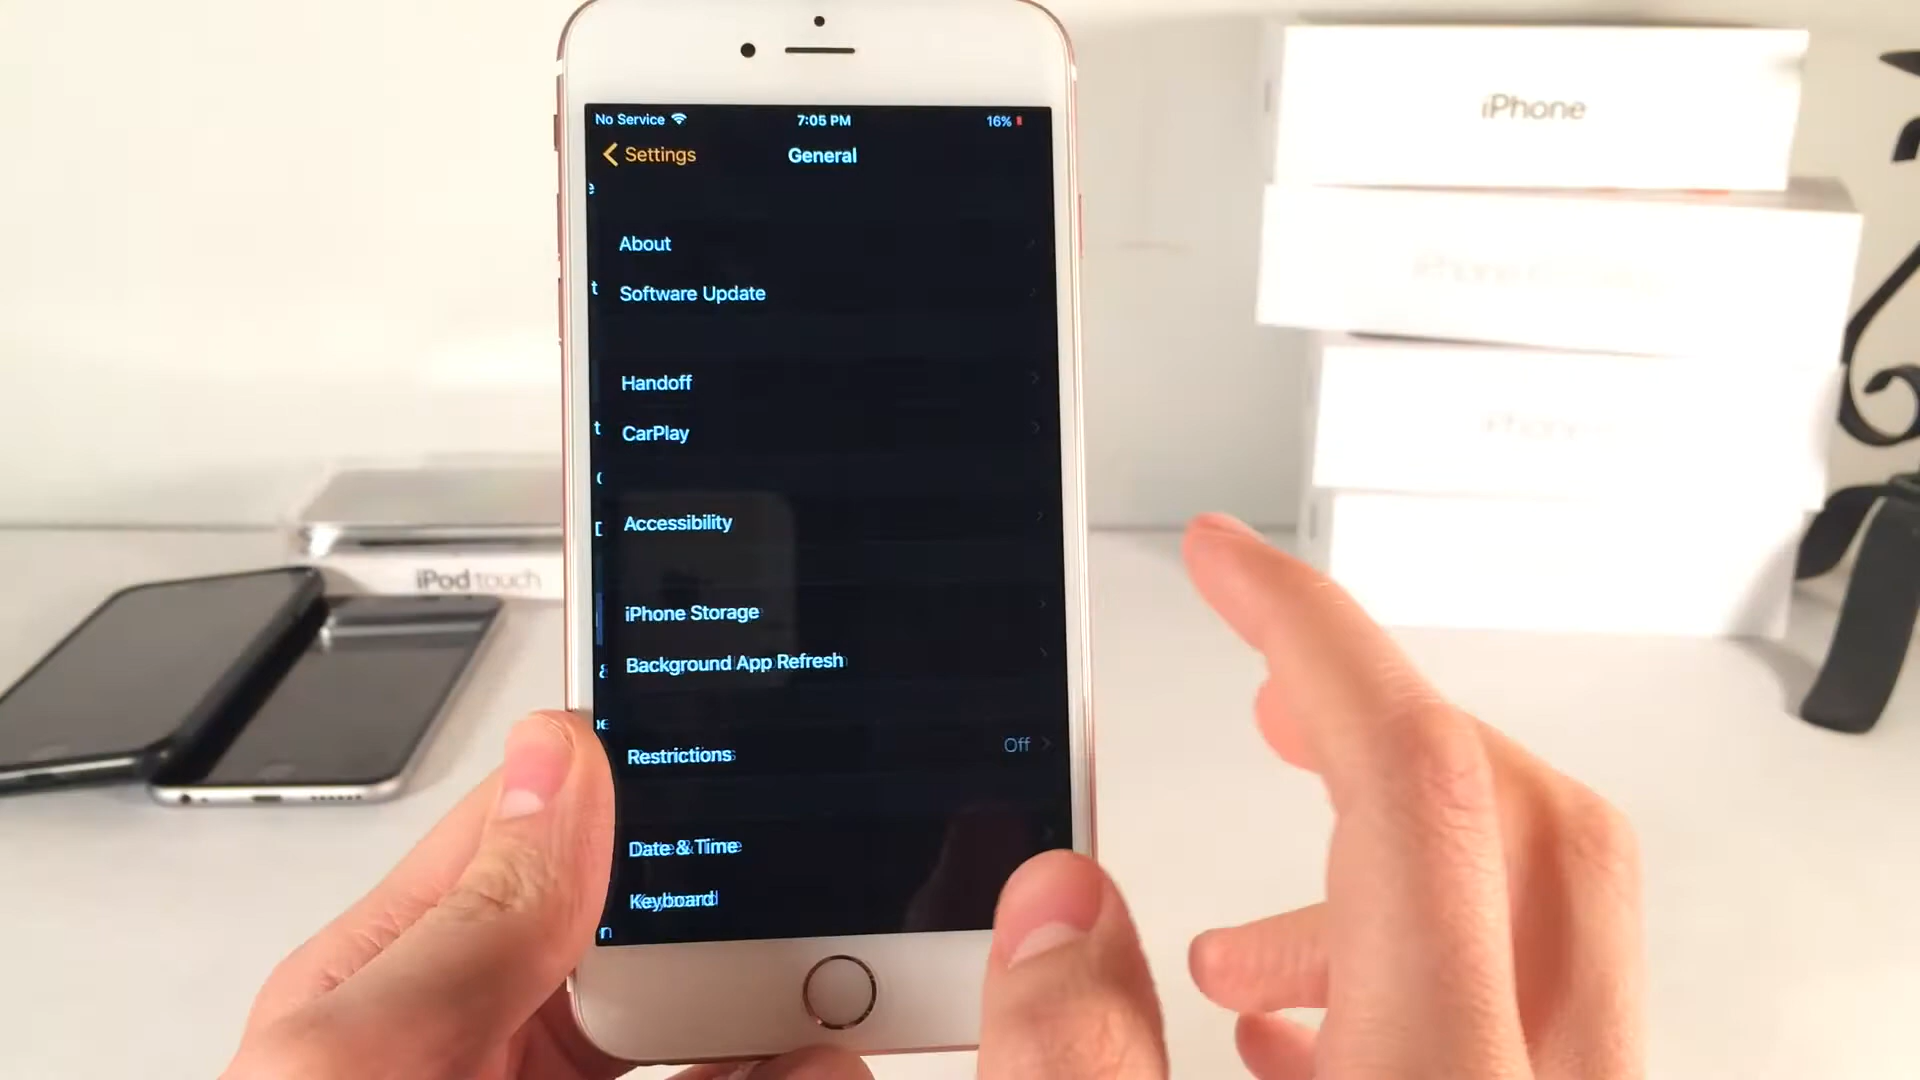 iPhone
No Service 7:05 PM 16%
Settings General
About
Software Update
Handoff
CarPlay
Accessibility
iPhone Storage
Background App Refresh
Restrictions Off
Date & Time
Keyboard
iPod touch
iPhone